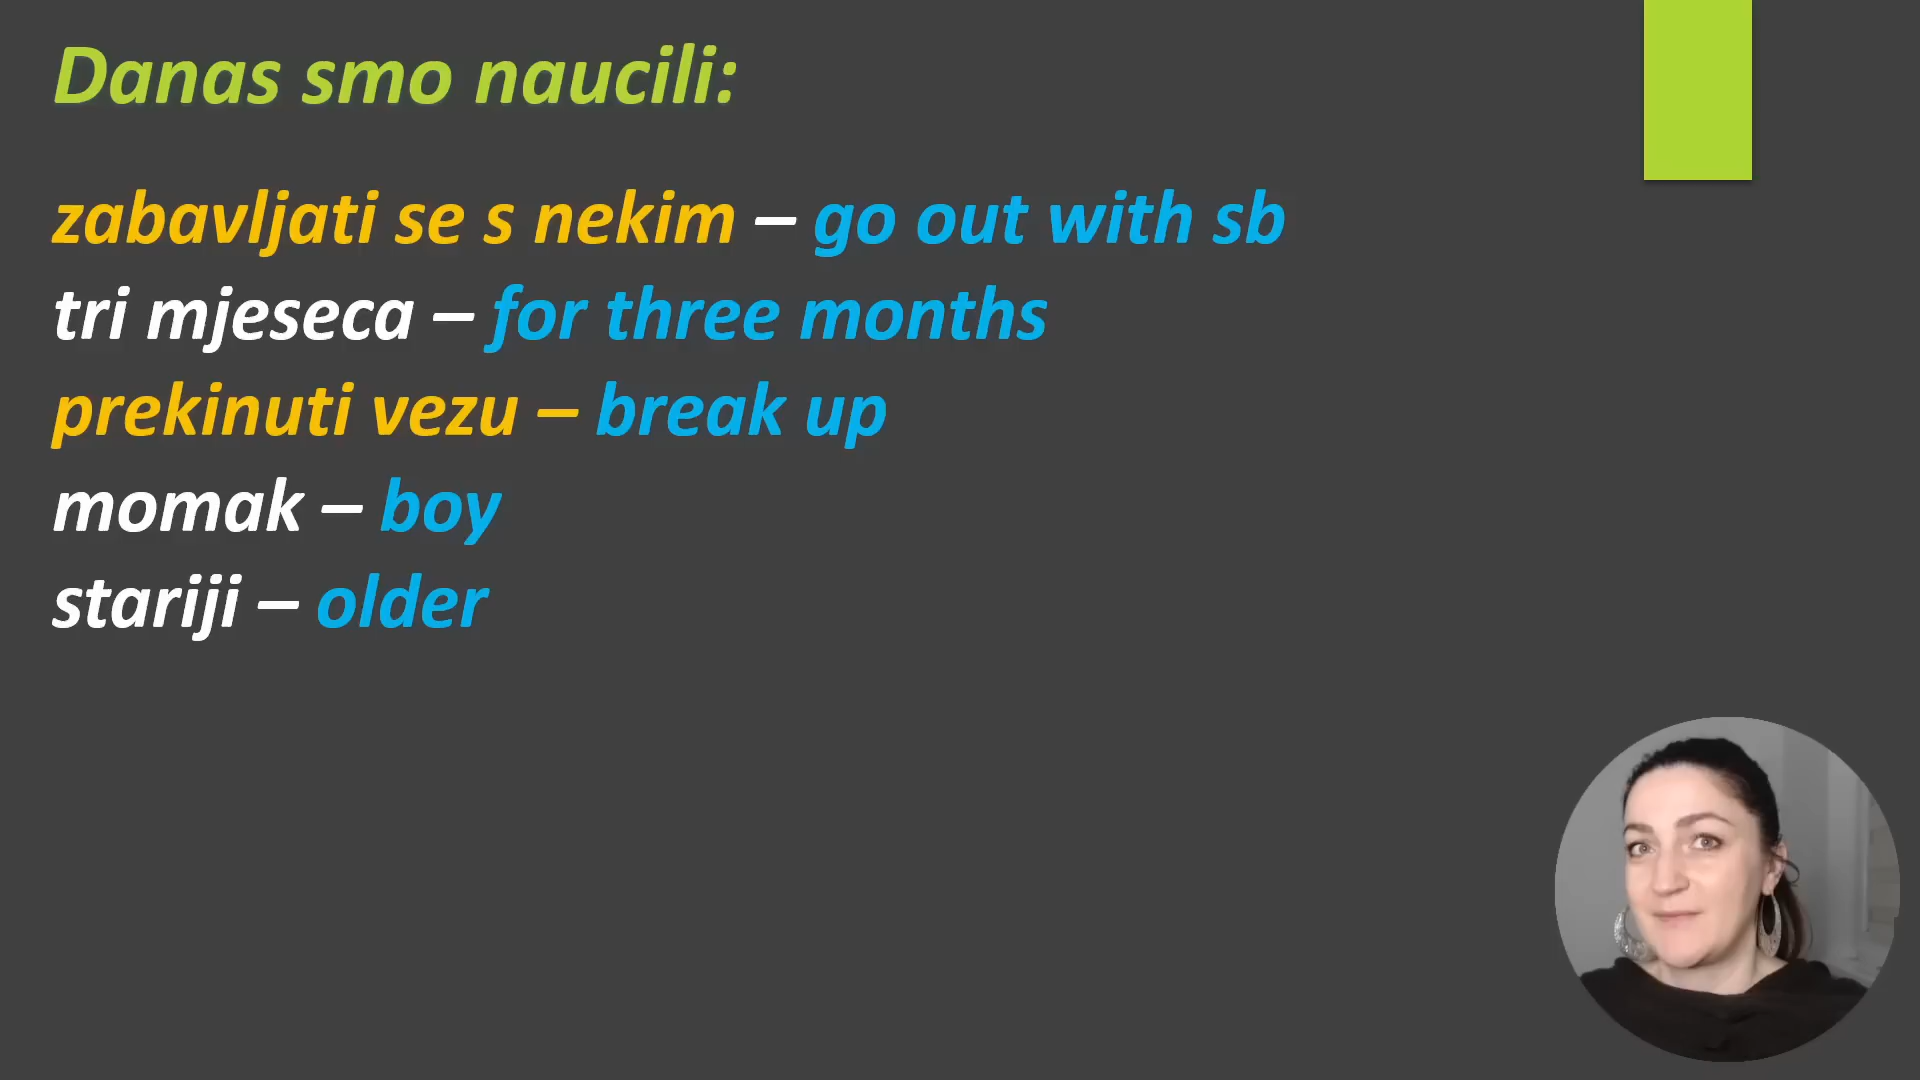 Danas smo naucili:
zabavljati se s nekim – go out with sb
tri mjeseca – for three months
prekinuti vezu – break up
momak – boy
stariji – older